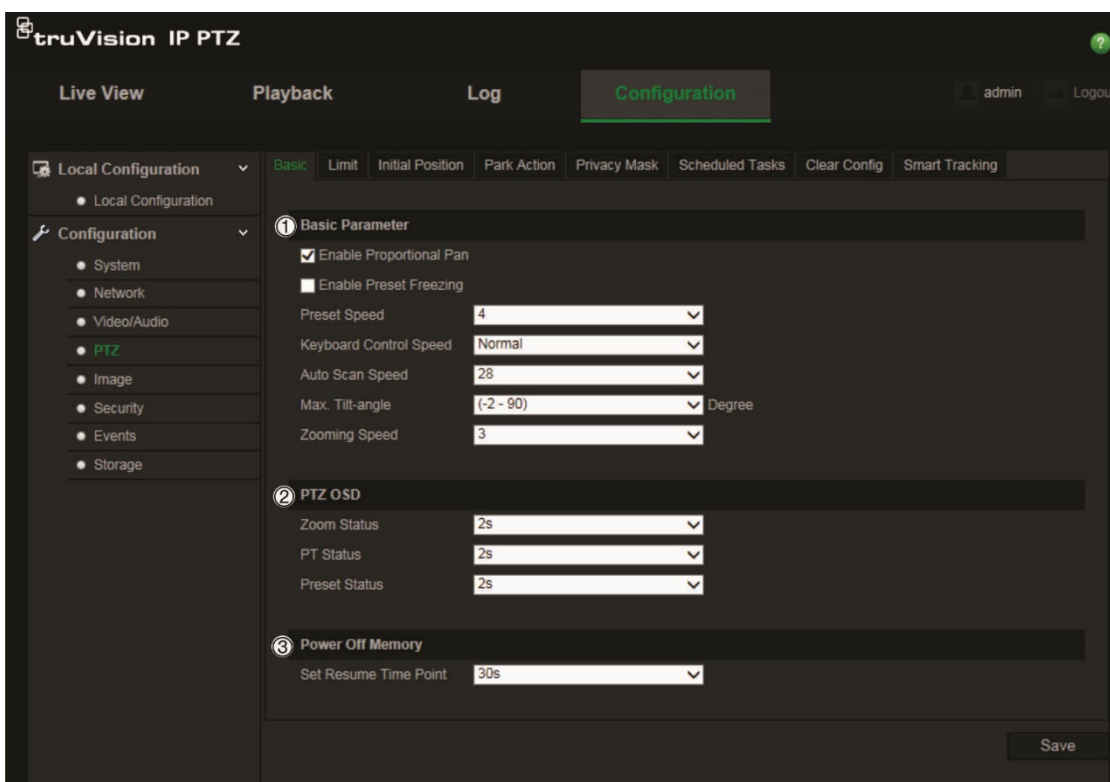 truVision IP PTZ
?
Live View Playback Log Configuration admin Logou
Local Configuration
Local Configuration
Configuration
System
Network
Video/Audio
PTZ
Image
Security
Events
Storage
Basic Limit Initial Position Park Action Privacy Mask Scheduled Tasks Clear Config Smart Tracking
① Basic Parameter
Enable Proportional Pan
Enable Preset Freezing
Preset Speed 4
Keyboard Control Speed Normal
Auto Scan Speed 28
Max. Tilt-angle (-2 - 90) Degree
Zooming Speed 3
② PTZ OSD
Zoom Status 2s
PT Status 2s
Preset Status 2s
③ Power Off Memory
Set Resume Time Point 30s
Save